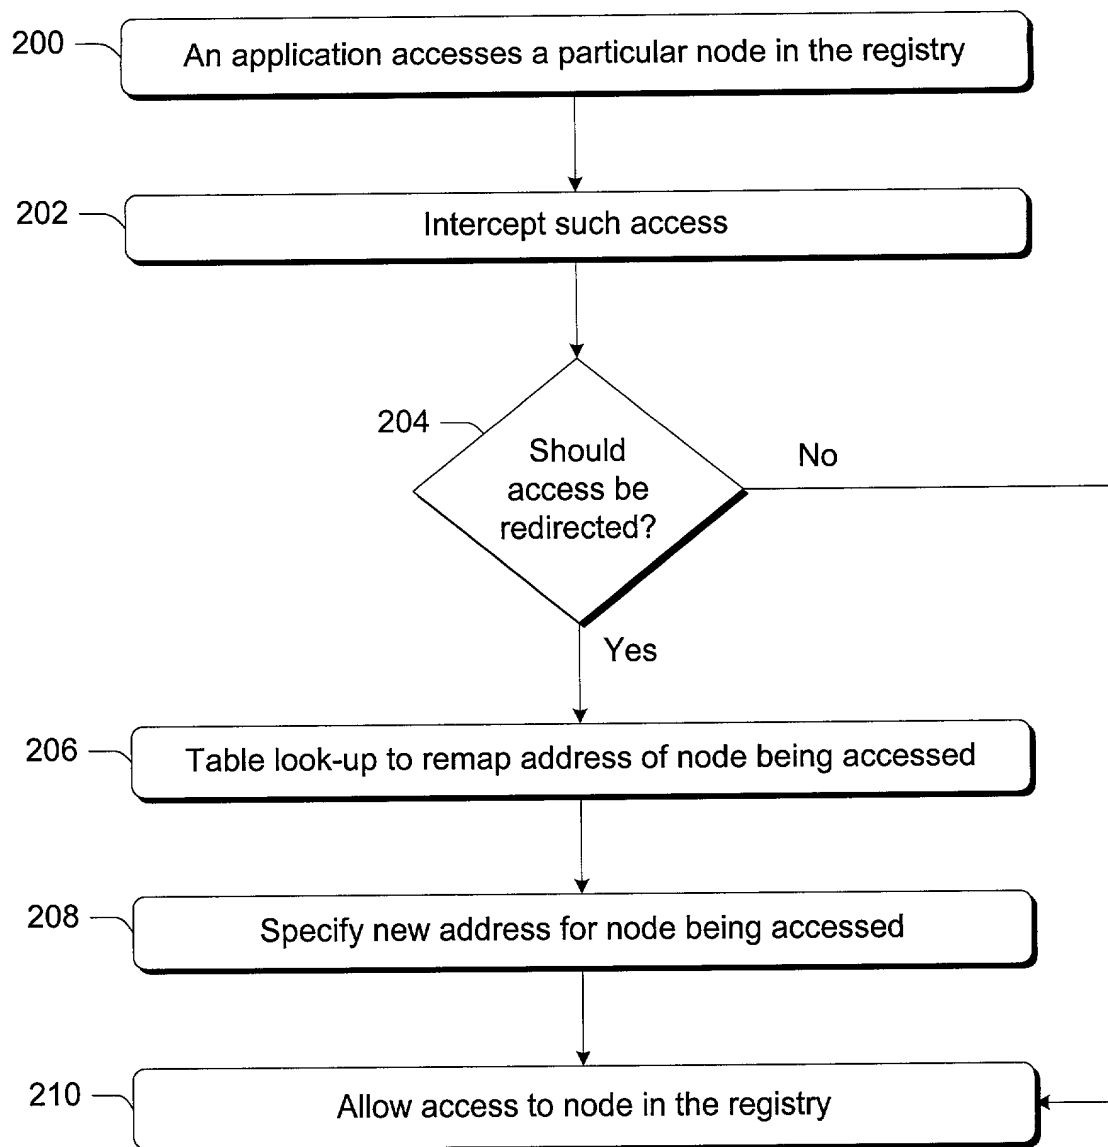 200
An application accesses a particular node in the registry
202
Intercept such access
204
Should
access be
redirected?
No
Yes
206
Table look-up to remap address of node being accessed
208
Specify new address for node being accessed
210
Allow access to node in the registry